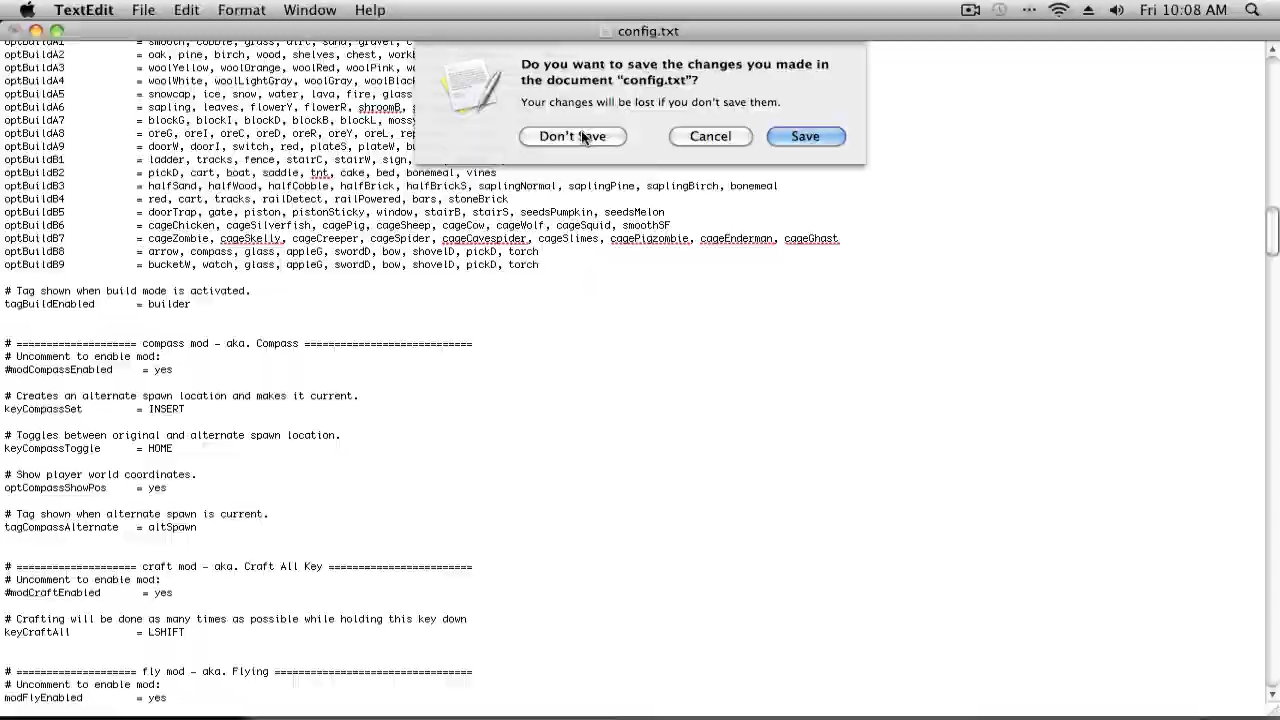 TextEdit File Edit Format Window Help Fri 10:08 AM
config.txt
optBuildA1 = smooth, cobble, glass, dirt, sand, gravel,
optBuildA2 = oak, pine, birch, wood, shelves, chest,
optBuildA3 = woolYellow, woolOrange, woolRed, woolPink,
optBuildA4 = woolWhite, woolLightGray, woolGray,
optBuildA5 = snowcap, ice, snow, water, lava, fire,
optBuildA6 = sapling, leaves, flowerY, flowerR, shroomB,
optBuildA7 = blockG, blockI, blockD, blockB, blockL,
optBuildA8 = oreG, oreI, oreC, oreD, oreR, oreY, oreL,
optBuildA9 = doorW, doorI, switch, red, plateS, plateW,
optBuildB1 = ladder, tracks, fence, stairC, stairW, sign,
optBuildB2 = pickD, cart, boat, saddle, tnt, cake, bed, bonemeal, vines
optBuildB3 = halfSand, halfWood, halfCobble, halfBrick, halfBrickS, saplingNormal, saplingPine, saplingBirch, bonemeal
optBuildB4 = red, cart, tracks, railDetect, railPowered, bars, stoneBrick
optBuildB5 = doorTrap, gate, piston, pistonSticky, window, stairB, stairS, seedsPumpkin, seedsMelon
optBuildB6 = cageChicken, cageSilverfish, cagePig, cageSheep, cageCow, cageWolf, cageSquid, smoothSF
optBuildB7 = cageZombie, cageSkelly, cageCreeper, cageSpider, cageCavespider, cageSlimes, cagePigzombie, cageEnderman, cageGhast
optBuildB8 = arrow, compass, glass, appleG, swordD, bow, shovelD, pickD, torch
optBuildB9 = bucketW, watch, glass, appleG, swordD, bow, shovelD, pickD, torch
# Tag shown when build mode is activated.
tagBuildEnabled = builder
# ==================== compass mod - aka. Compass ============================
# Uncomment to enable mod:
#modCompassEnabled = yes
# Creates an alternate spawn location and makes it current.
keyCompassSet = INSERT
# Toggles between original and alternate spawn location.
keyCompassToggle = HOME
# Show player world coordinates.
optCompassShowPos = yes
# Tag shown when alternate spawn is current.
tagCompassAlternate = altSpawn
# ==================== craft mod - aka. Craft All Key ========================
# Uncomment to enable mod:
#modCraftEnabled = yes
# Crafting will be done as many times as possible while holding this key down
keyCraftAll = LSHIFT
# ==================== fly mod - aka. Flying =================================
# Uncomment to enable mod:
modFlyEnabled = yes
Do you want to save the changes you made in
the document “config.txt”?
Your changes will be lost if you don’t save them.
Don’t Save Cancel Save